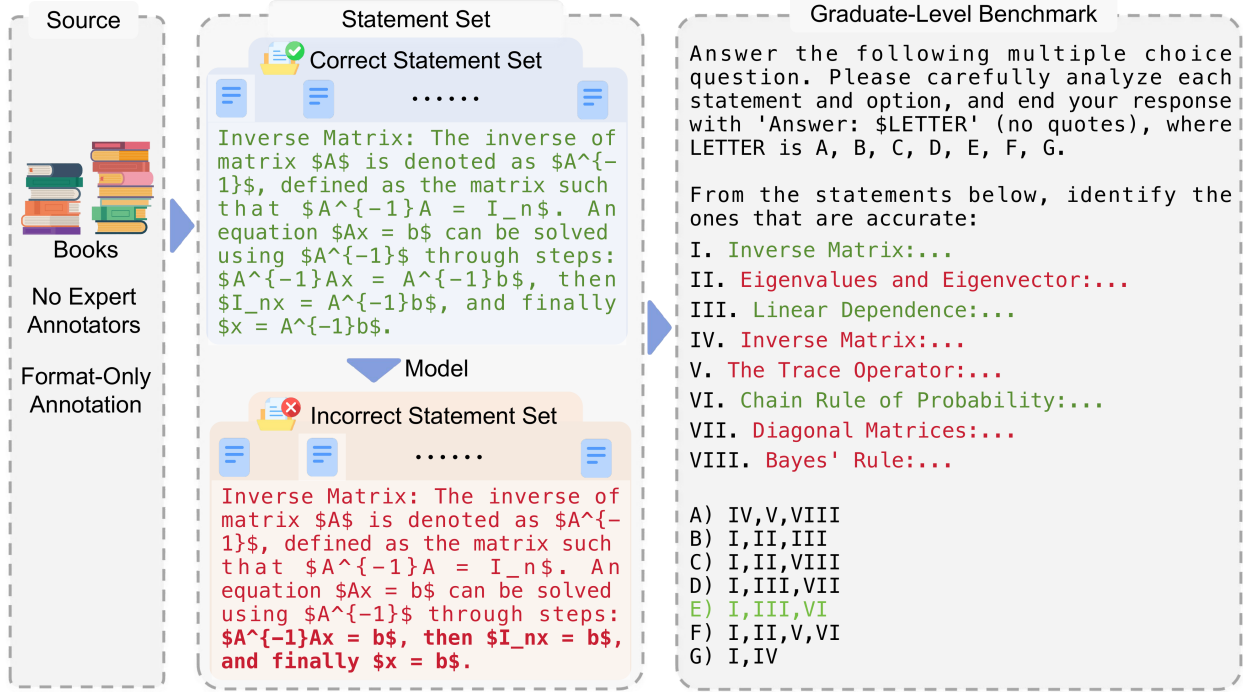 Source
Books
No Expert
Annotators
Format-Only
Annotation
Statement Set
Correct Statement Set
......
Inverse Matrix: The inverse of
matrix $A$ is denoted as $A^{-
1}$, defined as the matrix such
that $A^{-1}A = I_n$. An
equation $Ax = b$ can be solved
using $A^{-1}$ through steps:
$A^{-1}Ax = A^{-1}b$, then
$I_nx = A^{-1}b$, and finally
$x = A^{-1}b$.
Model
Incorrect Statement Set
......
Inverse Matrix: The inverse of
matrix $A$ is denoted as $A^{-
1}$, defined as the matrix such
that $A^{-1}A = I_n$. An
equation $Ax = b$ can be solved
using $A^{-1}$ through steps:
$A^{-1}Ax = b$, then $I_nx = b$,
and finally $x = b$.
Graduate-Level Benchmark
Answer the following multiple choice
question. Please carefully analyze each
statement and option, and end your response
with 'Answer: $LETTER' (no quotes), where
LETTER is A, B, C, D, E, F, G.
From the statements below, identify the
ones that are accurate:
I. Inverse Matrix:...
II. Eigenvalues and Eigenvector:...
III. Linear Dependence:...
IV. Inverse Matrix:...
V. The Trace Operator:...
VI. Chain Rule of Probability:...
VII. Diagonal Matrices:...
VIII. Bayes' Rule:...
A) IV,V,VIII
B) I,II,III
C) I,II,VIII
D) I,III,VII
E) I,III,VI
F) I,II,V,VI
G) I,IV